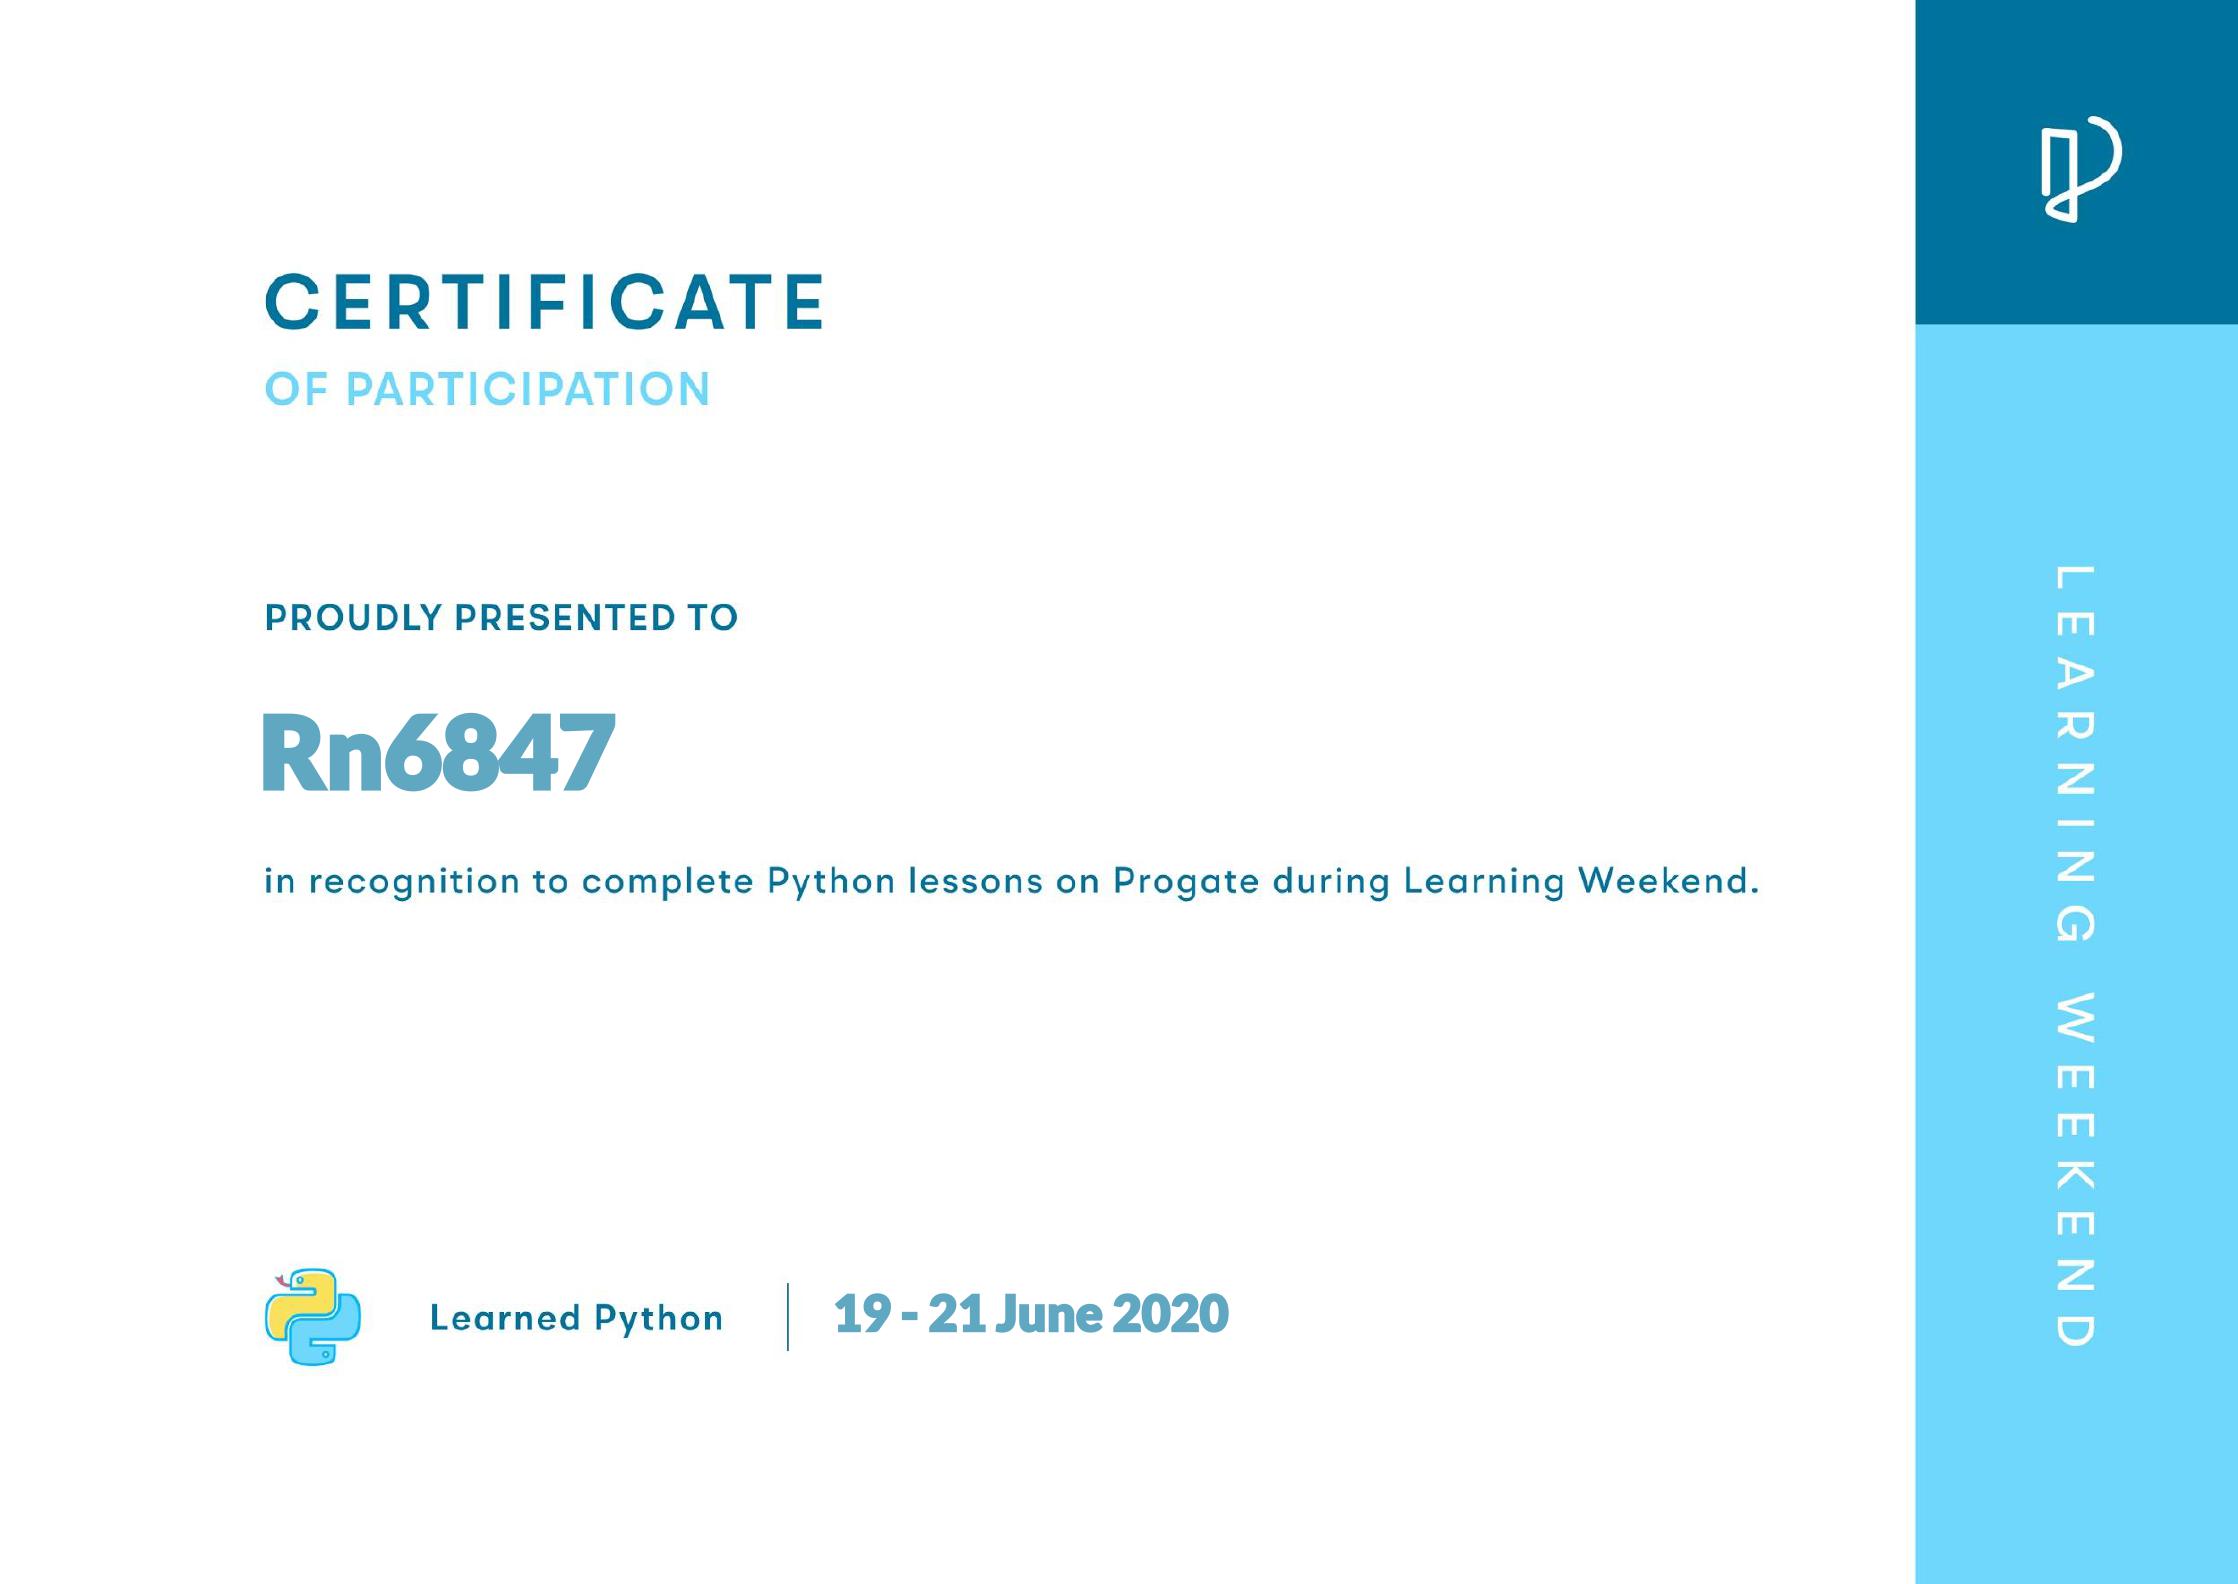 CERTIFICATE
OF PARTICIPATION
PROUDLY PRESENTED TO
Rn6847
in recognition to complete Python lessons on Progate during Learning Weekend.
Learned Python
19 - 21 June 2020
LEARNING WEEKEND